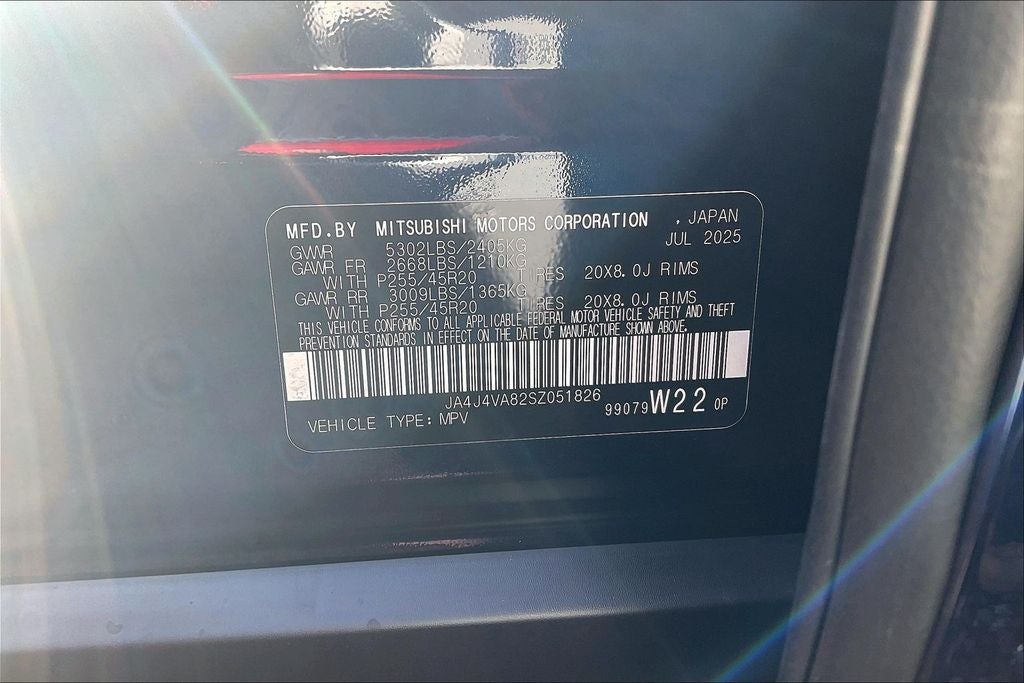 MFD.BY MITSUBISHI MOTORS CORPORATION , JAPAN
JUL 2025
GVWR 5302LBS/2405KG
GAWR FR 2668LBS/1210KG
WITH P255/45R20 TIRES 20X8.0J RIMS
GAWR RR 3009LBS/1365KG
WITH P255/45R20 TIRES 20X8.0J RIMS
THIS VEHICLE CONFORMS TO ALL APPLICABLE FEDERAL MOTOR VEHICLE SAFETY AND THEFT
PREVENTION STANDARDS IN EFFECT ON THE DATE OF MANUFACTURE SHOWN ABOVE.
JA4J4VA82SZ051826
VEHICLE TYPE: MPV 99079W22 0P